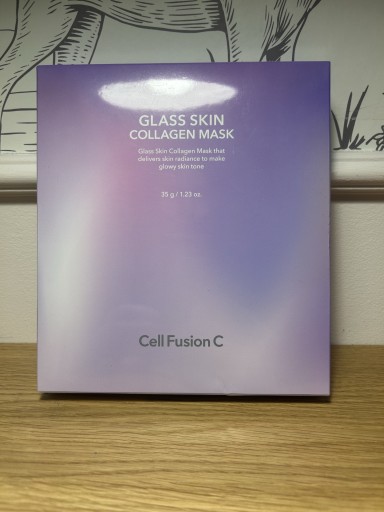 GLASS SKIN
COLLAGEN MASK
Glass Skin Collagen Mask that
delivers skin radiance to make
glowy skin tone
35 g / 1.23 oz.
Cell Fusion C